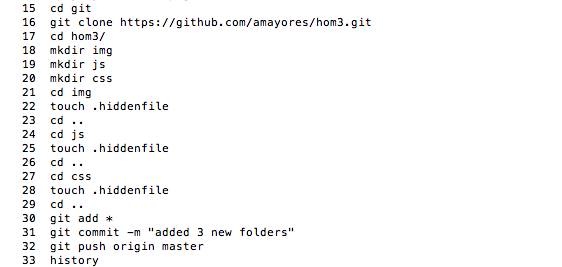 15 cd git
16 git clone https://github.com/amayores/hom3.git
17 cd hom3/
18 mkdir img
19 mkdir js
20 mkdir css
21 cd img
22 touch .hiddenfile
23 cd ..
24 cd js
25 touch .hiddenfile
26 cd ..
27 cd css
28 touch .hiddenfile
29 cd ..
30 git add *
31 git commit -m "added 3 new folders"
32 git push origin master
33 history